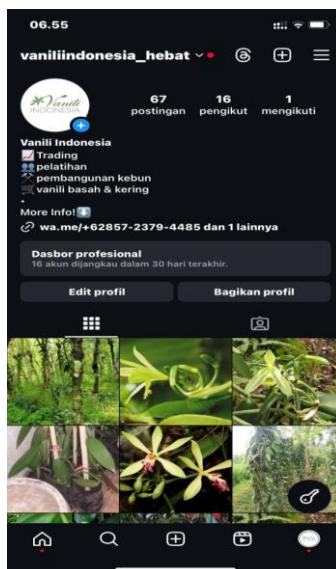 06.55
vaniliindonesia_hebat
Vanili
INDONESIA
67 16 1
postingan pengikut mengikuti
Vanili Indonesia
Trading
pelatihan
pembangunan kebun
vanili basah & kering
.
More Info!
wa.me/+62857-2379-4485 dan 1 lainnya
Dasbor profesional
16 akun dijangkau dalam 30 hari terakhir.
Edit profil Bagikan profil